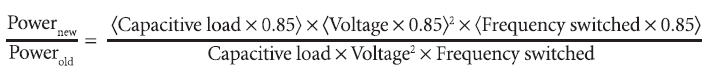 Power_new / Power_old = ⟨Capacitive load × 0.85⟩ × ⟨Voltage × 0.85⟩² × ⟨Frequency switched × 0.85⟩ / Capacitive load × Voltage² × Frequency switched